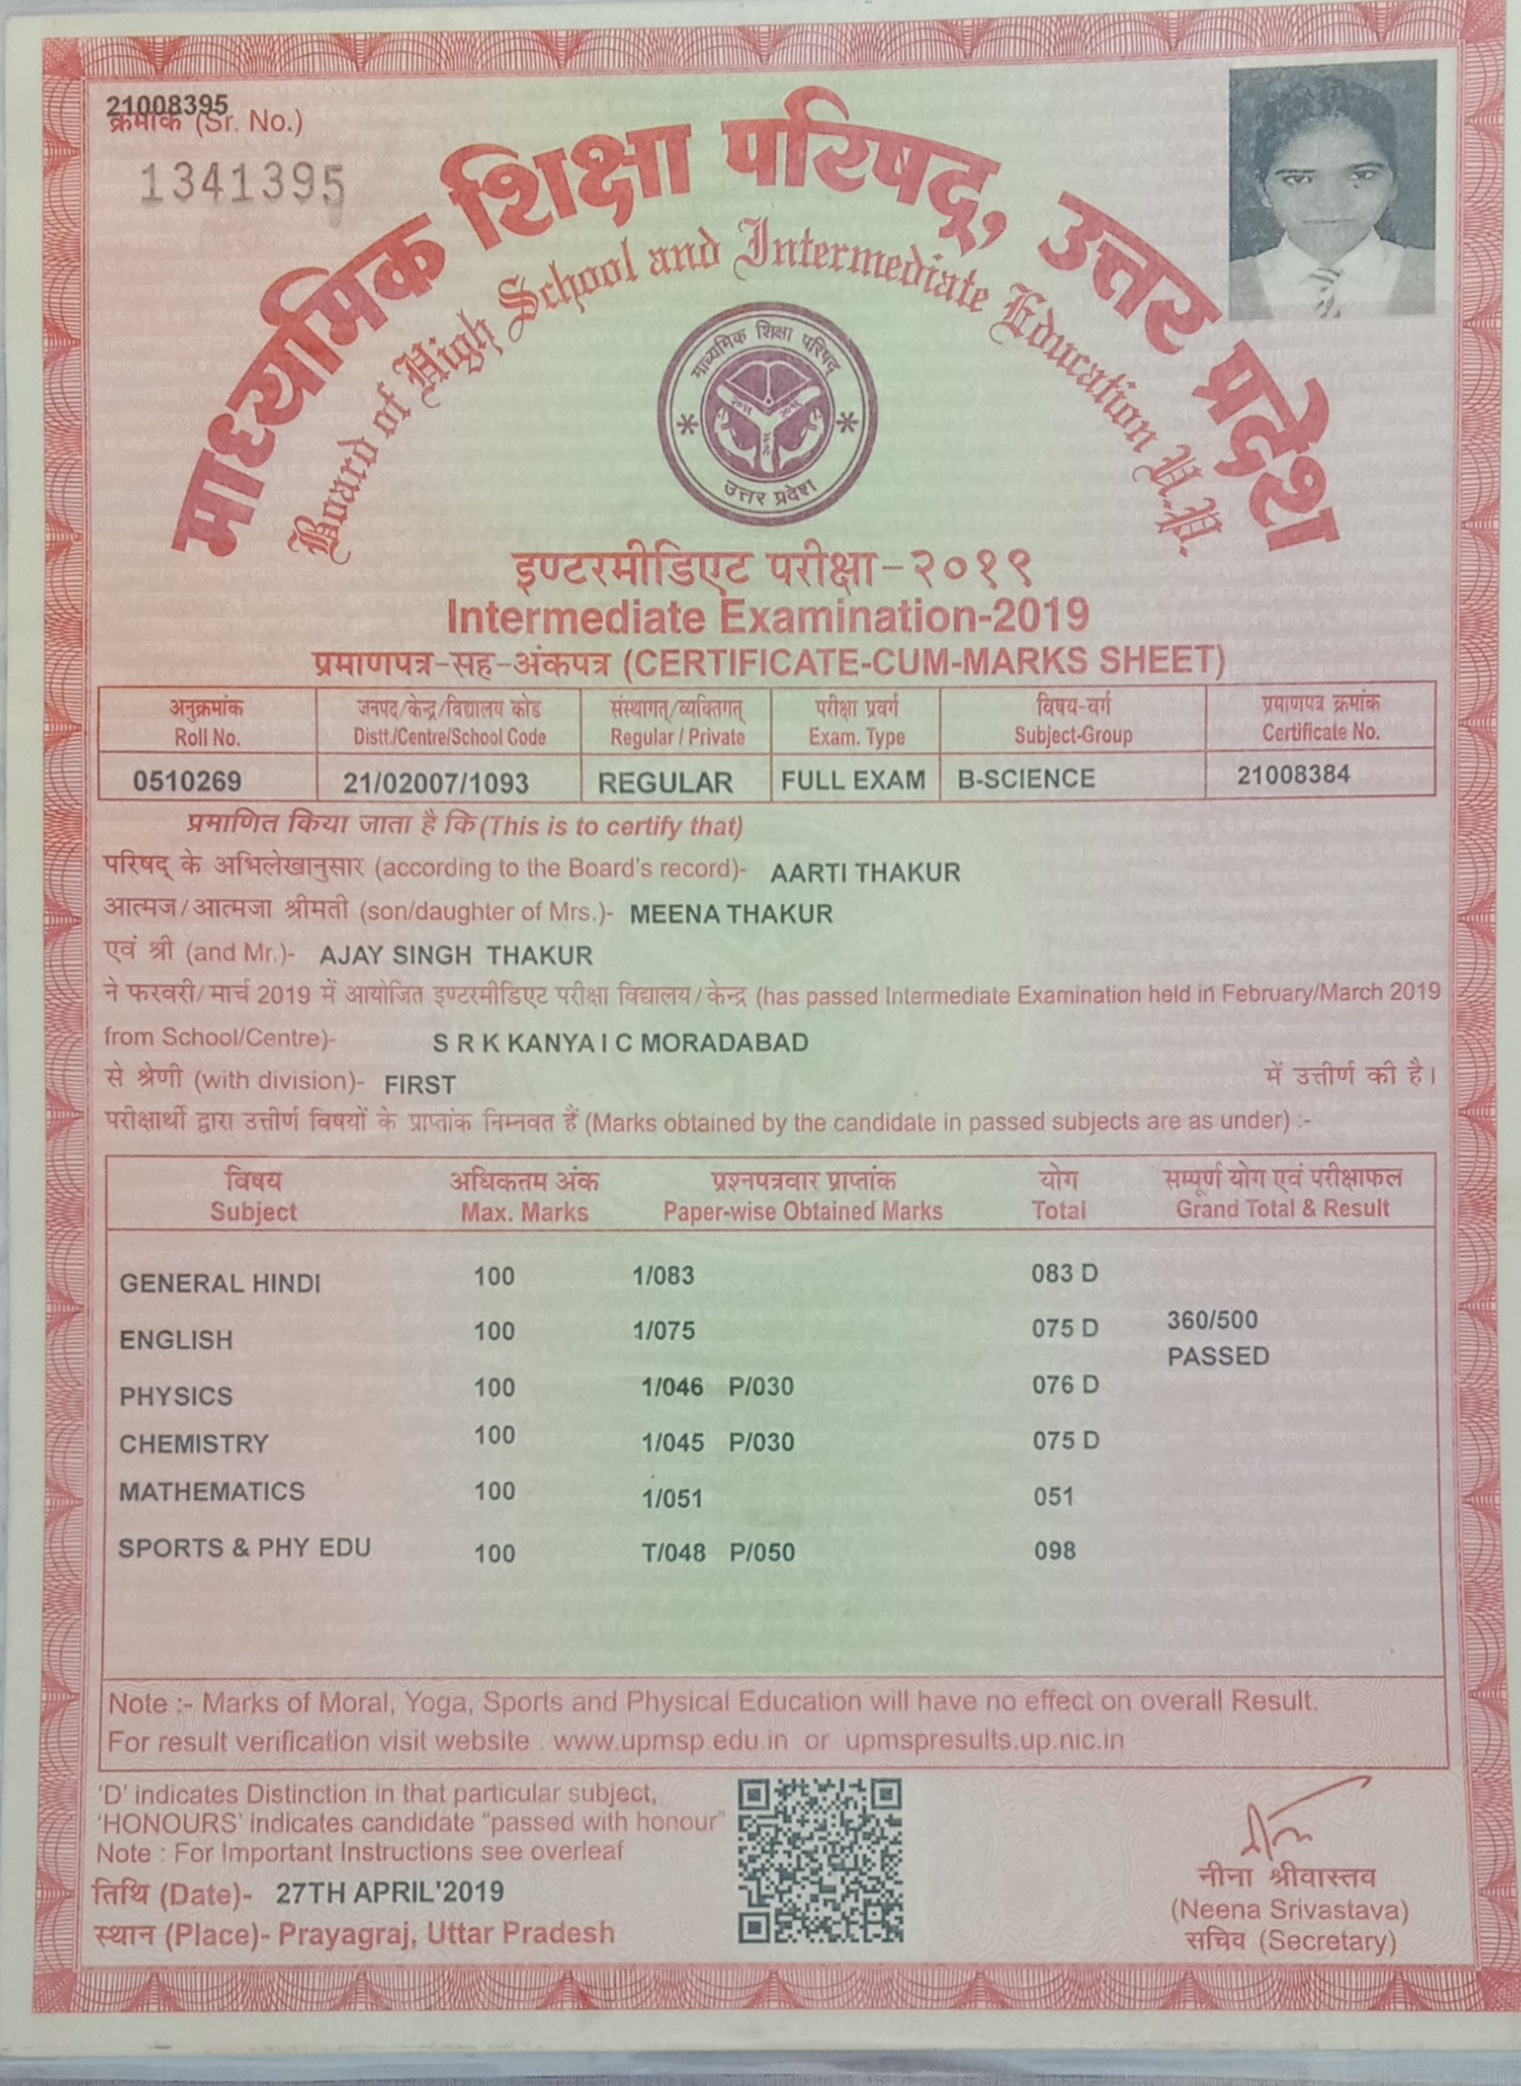 21008395
क्रमांक (Sr. No.)
1341395
माध्यमिक शिक्षा परिषद्, उत्तर प्रदेश
Board of High School and Intermediate Education U.P.
माध्यमिक शिक्षा परिषद्
उत्तर प्रदेश
इण्टरमीडिएट परीक्षा-२०१९
Intermediate Examination-2019
प्रमाणपत्र-सह-अंकपत्र (CERTIFICATE-CUM-MARKS SHEET)
अनुक्रमांक जनपद/केन्द्र/विद्यालय कोड संस्थागत/व्यक्तिगत् परीक्षा प्रवर्ग विषय-वर्ग प्रमाणपत्र क्रमांक
Roll No. Distt./Centre/School Code Regular / Private Exam. Type Subject-Group Certificate No.
0510269 21/02007/1093 REGULAR FULL EXAM B-SCIENCE 21008384
प्रमाणित किया जाता है कि (This is to certify that)
परिषद् के अभिलेखानुसार (according to the Board's record)- AARTI THAKUR
आत्मज/आत्मजा श्रीमती (son/daughter of Mrs.)- MEENA THAKUR
एवं श्री (and Mr.)- AJAY SINGH THAKUR
ने फरवरी/मार्च 2019 में आयोजित इण्टरमीडिएट परीक्षा विद्यालय/केन्द्र (has passed Intermediate Examination held in February/March 2019
from School/Centre)- S R K KANYA I C MORADABAD
से श्रेणी (with division)- FIRST में उत्तीर्ण की है।
परीक्षार्थी द्वारा उत्तीर्ण विषयों के प्राप्तांक निम्नवत हैं (Marks obtained by the candidate in passed subjects are as under) :-
विषय अधिकतम अंक प्रश्नपत्रवार प्राप्तांक योग सम्पूर्ण योग एवं परीक्षाफल
Subject Max. Marks Paper-wise Obtained Marks Total Grand Total & Result
GENERAL HINDI 100 1/083 083 D
ENGLISH 100 1/075 075 D 360/500
PASSED
PHYSICS 100 1/046 P/030 076 D
CHEMISTRY 100 1/045 P/030 075 D
MATHEMATICS 100 1/051 051
SPORTS & PHY EDU 100 T/048 P/050 098
Note :- Marks of Moral, Yoga, Sports and Physical Education will have no effect on overall Result.
For result verification visit website : www.upmsp.edu.in or upmspresults.up.nic.in
'D' indicates Distinction in that particular subject,
'HONOURS' indicates candidate "passed with honour"
Note : For Important Instructions see overleaf
तिथि (Date)- 27TH APRIL'2019
स्थान (Place)- Prayagraj, Uttar Pradesh
नीना श्रीवास्तव
(Neena Srivastava)
सचिव (Secretary)